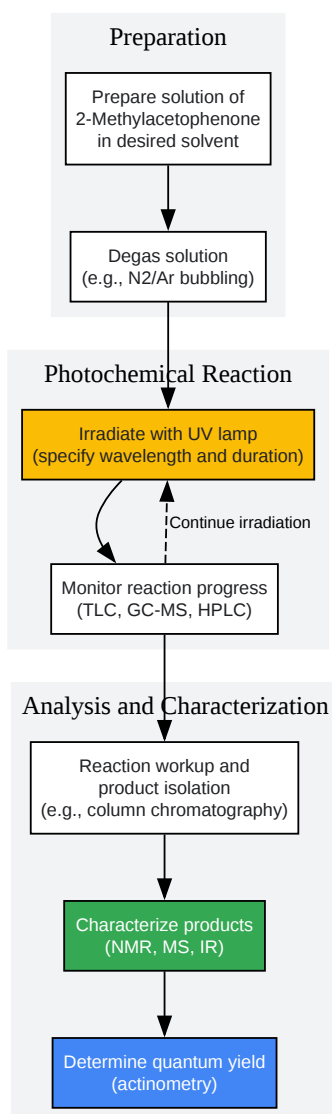 Preparation
Prepare solution of
2-Methylacetophenone
in desired solvent
Degas solution
(e.g., N2/Ar bubbling)
Photochemical Reaction
Irradiate with UV lamp
(specify wavelength and duration)
Continue irradiation
Monitor reaction progress
(TLC, GC-MS, HPLC)
Analysis and Characterization
Reaction workup and
product isolation
(e.g., column chromatography)
Characterize products
(NMR, MS, IR)
Determine quantum yield
(actinometry)